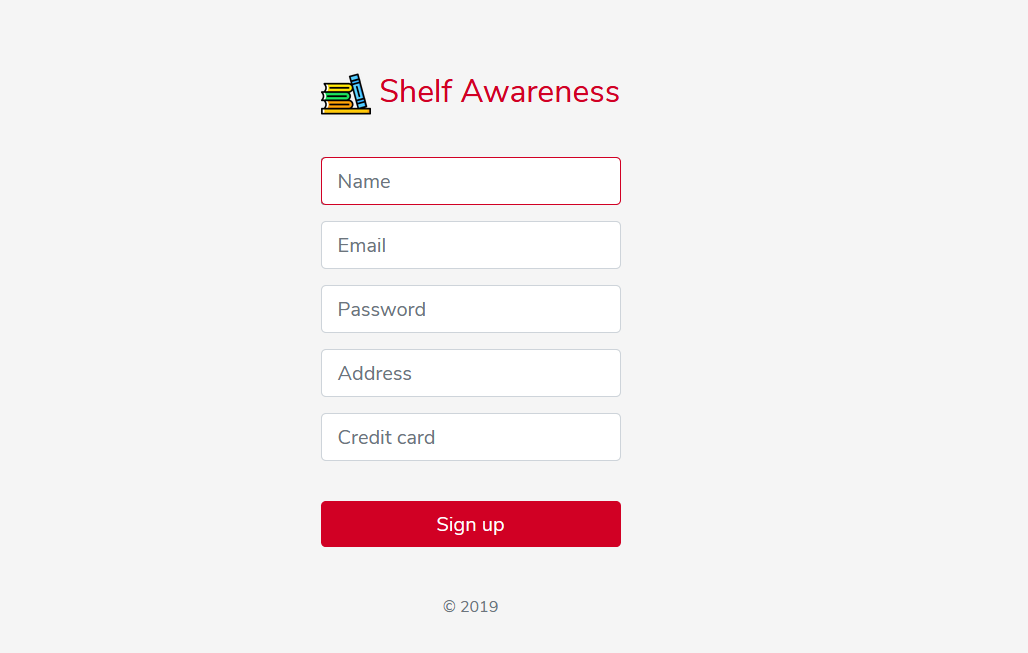 Shelf Awareness
Name
Email
Password
Address
Credit card
Sign up
© 2019